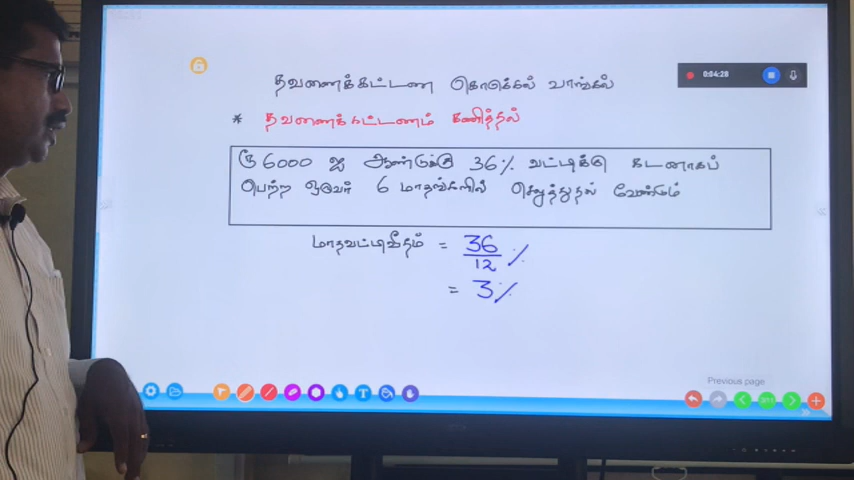 0:04:28
தவணைக்கட்டண கொடுக்கல் வாங்கல்
* தவணைக் கட்டணம் கணித்தல்
ரூ 6000 ஐ ஆண்டுக்கு 36% வட்டிக்கு கடனாகப்
பெற்ற ஒருவர் 6 மாதங்களில் செலுத்துதல் வேண்டும்
மாதவட்டிவீதம் = 36/12 %
= 3%
Previous page